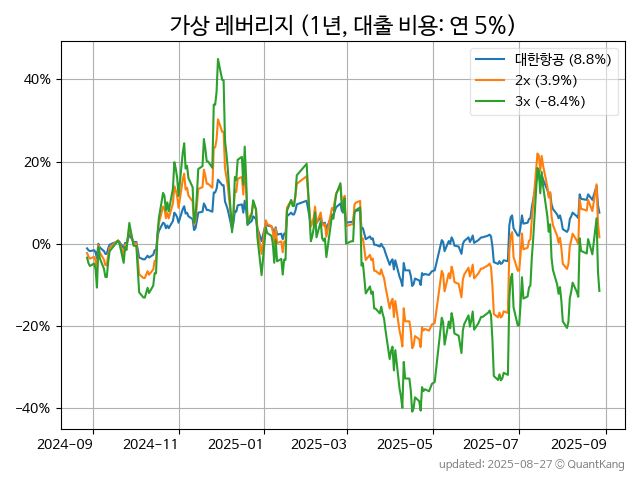 가상 레버리지 (1년, 대출 비용: 연 5%)
대한항공 (8.8%)
2x (3.9%)
3x (−8.4%)
40%
20%
0%
−20%
−40%
2024-09 2024-11 2025-01 2025-03 2025-05 2025-07 2025-09
updated: 2025-08-27 © QuantKang